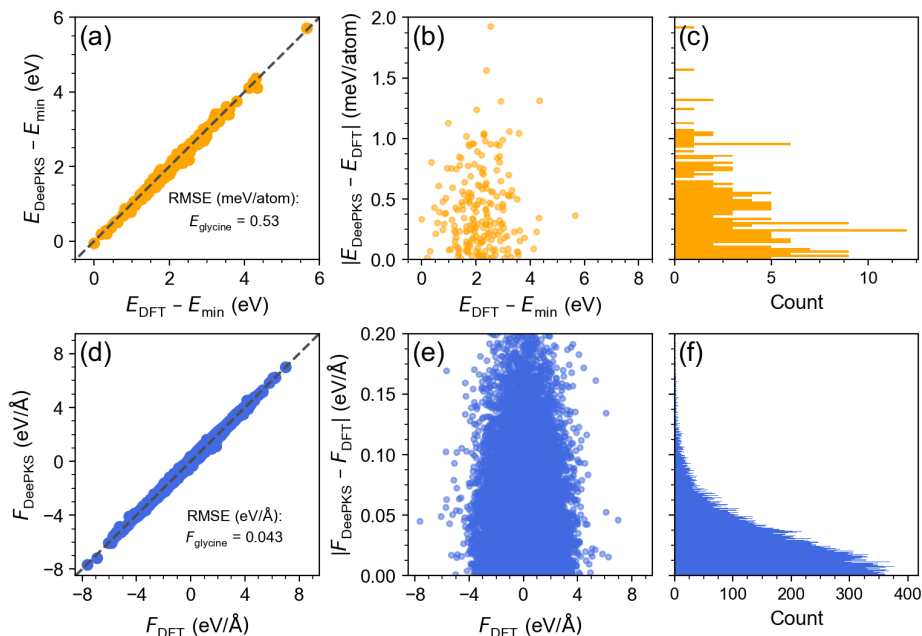 (a)
6
4
2
0
0
2
4
6
E_DeePKS − E_min (eV)
E_DFT − E_min (eV)
RMSE (meV/atom):
E_glycine = 0.53
(b)
2.0
1.5
1.0
0.5
0.0
0
2
4
6
|E_DeePKS − E_DFT| (meV/atom)
E_DFT − E_min (eV)
(c)
0
5
10
Count
(d)
8
4
0
−4
−8
−8
−4
0
4
8
F_DeePKS (eV/Å)
F_DFT (eV/Å)
RMSE (eV/Å):
F_glycine = 0.043
(e)
0.20
0.15
0.10
0.05
0.00
−8
−4
0
4
8
|F_DeePKS − F_DFT| (eV/Å)
F_DFT (eV/Å)
(f)
0
100
200
300
400
Count